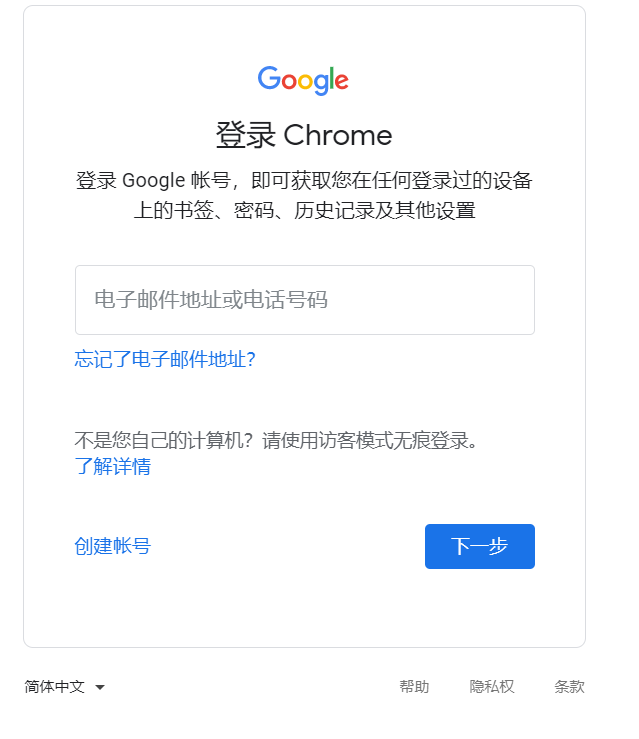 Google
登录 Chrome
登录 Google 帐号，即可获取您在任何登录过的设备
上的书签、密码、历史记录及其他设置
电子邮件地址或电话号码
忘记了电子邮件地址？
不是您自己的计算机？请使用访客模式无痕登录。
了解详情
创建帐号
下一步
简体中文
帮助
隐私权
条款